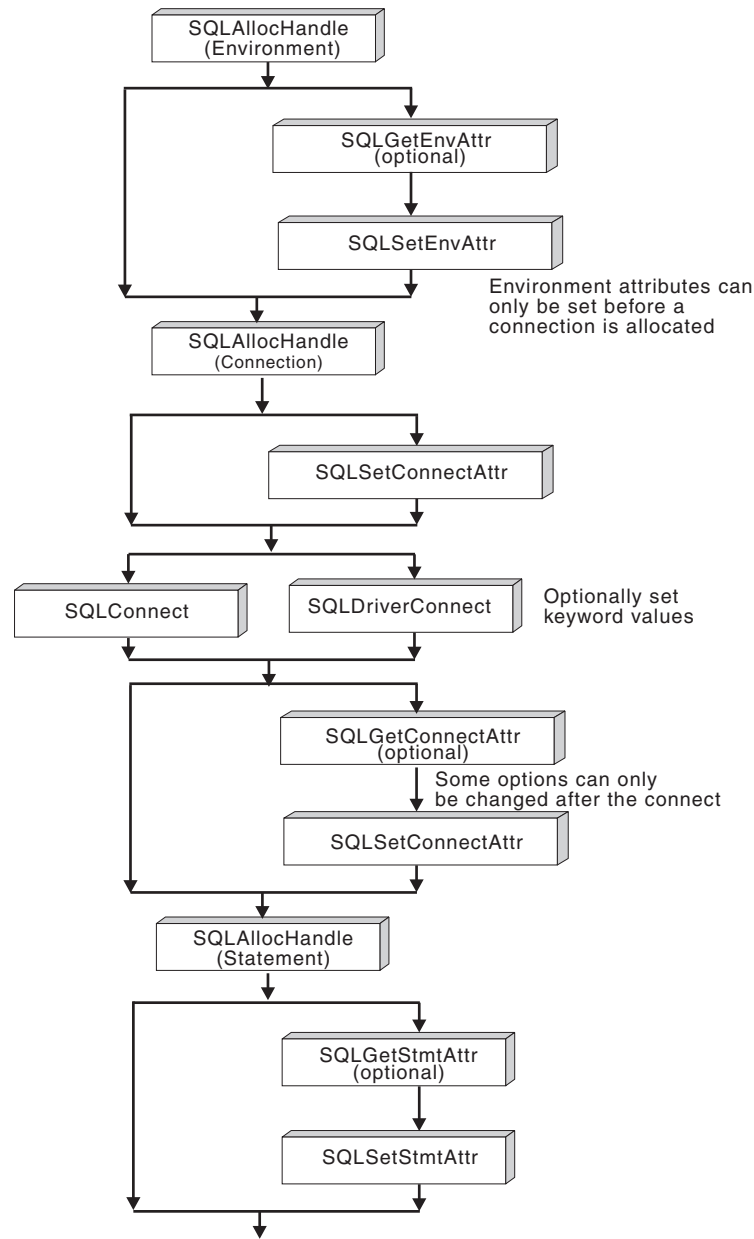 SQLAllocHandle
(Environment)
SQLGetEnvAttr
(optional)
SQLSetEnvAttr
Environment attributes can
only be set before a
connection is allocated
SQLAllocHandle
(Connection)
SQLSetConnectAttr
SQLConnect
SQLDriverConnect
Optionally set
keyword values
SQLGetConnectAttr
(optional)
Some options can only
be changed after the connect
SQLSetConnectAttr
SQLAllocHandle
(Statement)
SQLGetStmtAttr
(optional)
SQLSetStmtAttr